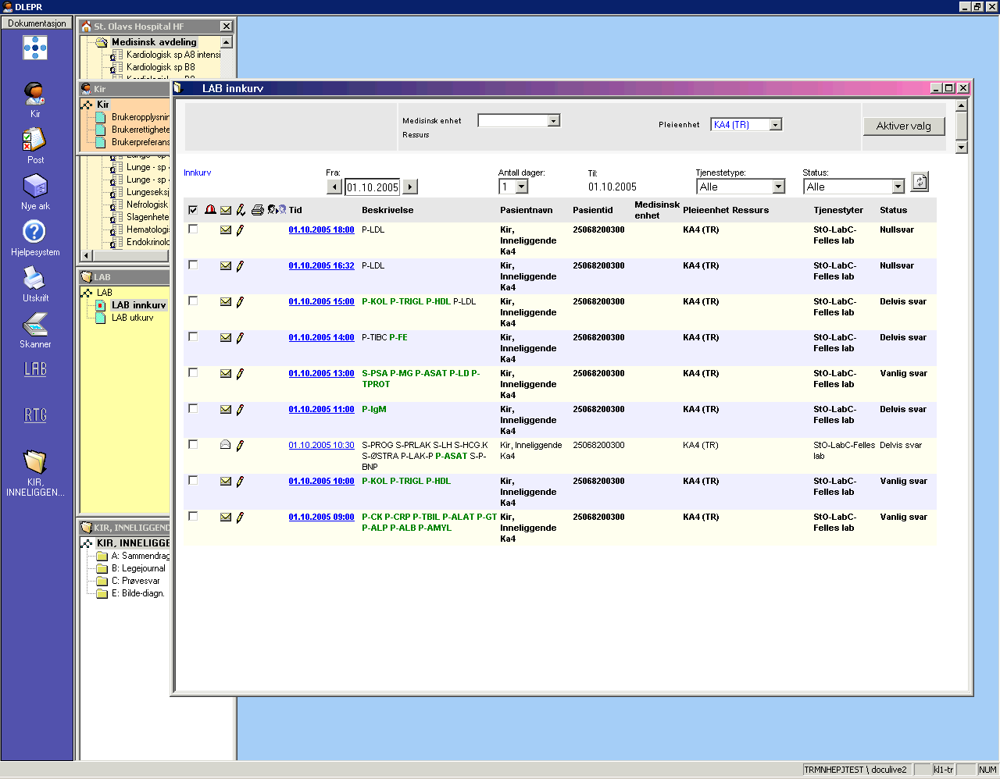 DLEPR
Dokumentasjon
Kir
Post
Nye ark
Hjelpesystem
Utskrift
Skanner
LAB
RTG
KIR,
INNELIGGEN...
St. Olavs Hospital HF
Medisinsk avdeling
Kardiologisk sp A8 intensi
Kardiologisk sp B8
Kir
Kir
Brukeropplysnin
Brukerrettighete
Brukerpreferans
Lunge - sp
Lunge - sp
Lungeseksj
Nefrologisk
Slagenhete
Hematologi
Endokrinolo
LAB
LAB
LAB innkurv
LAB utkurv
KIR, INNELIGGEND
KIR, INNELIGGE
A: Sammendrag
B: Legejournal
C: Prøvesvar
E: Bilde-diagn.
LAB innkurv
Medisinsk enhet
Ressurs
Pleieenhet KA4 (TR)
Aktiver valg
Innkurv
Fra: Antall dager: Til: Tjenestetype: Status:
01.10.2005 1 01.10.2005 Alle Alle
Tid Beskrivelse Pasientnavn Pasientid Medisinsk enhet Pleieenhet Ressurs Tjenestyter Status
01.10.2005 18:00 P-LDL Kir, 25068200300 KA4 (TR) StO-LabC- Nullsvar
Inneliggende Felles lab
Ka4
01.10.2005 16:32 P-LDL Kir, 25068200300 KA4 (TR) StO-LabC- Nullsvar
Inneliggende Felles lab
Ka4
01.10.2005 15:00 P-KOL P-TRIGL P-HDL P-LDL Kir, 25068200300 KA4 (TR) StO-LabC- Delvis svar
Inneliggende Felles lab
Ka4
01.10.2005 14:00 P-TIBC P-FE Kir, 25068200300 KA4 (TR) StO-LabC- Delvis svar
Inneliggende Felles lab
Ka4
01.10.2005 13:00 S-PSA P-MG P-ASAT P-LD P- Kir, 25068200300 KA4 (TR) StO-LabC- Vanlig svar
TPROT Inneliggende Felles lab
Ka4
01.10.2005 11:00 P-IgM Kir, 25068200300 KA4 (TR) StO-LabC- Delvis svar
Inneliggende Felles lab
Ka4
01.10.2005 10:30 S-PROG S-PRLAK S-LH S-HCG.K Kir, Inneliggende 25068200300 KA4 (TR) StO-LabC-Felles Delvis svar
S-ØSTRA P-LAK-P P-ASAT S-P- Ka4 lab
BNP
01.10.2005 10:00 P-KOL P-TRIGL P-HDL Kir, 25068200300 KA4 (TR) StO-LabC- Vanlig svar
Inneliggende Felles lab
Ka4
01.10.2005 09:00 P-CK P-CRP P-TBIL P-ALAT P-GT Kir, 25068200300 KA4 (TR) StO-LabC- Vanlig svar
P-ALP P-ALB P-AMYL Inneliggende Felles lab
Ka4
TRMNHEPJTEST \ doculive2 kl1-tr NUM